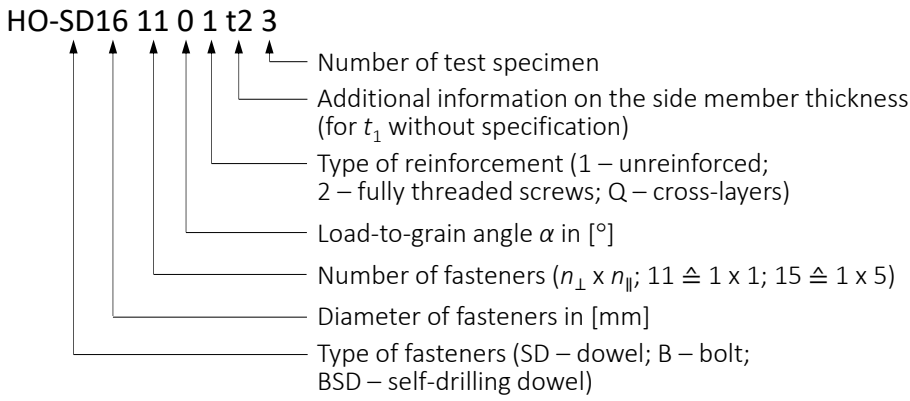 HO-SD16 11 0 1 t2 3
Number of test specimen
Additional information on the side member thickness
(for t₁ without specification)
Type of reinforcement (1 – unreinforced;
2 – fully threaded screws; Q – cross-layers)
Load-to-grain angle α in [°]
Number of fasteners (n⊥ x n∥; 11 ≙ 1 x 1; 15 ≙ 1 x 5)
Diameter of fasteners in [mm]
Type of fasteners (SD – dowel; B – bolt;
BSD – self-drilling dowel)